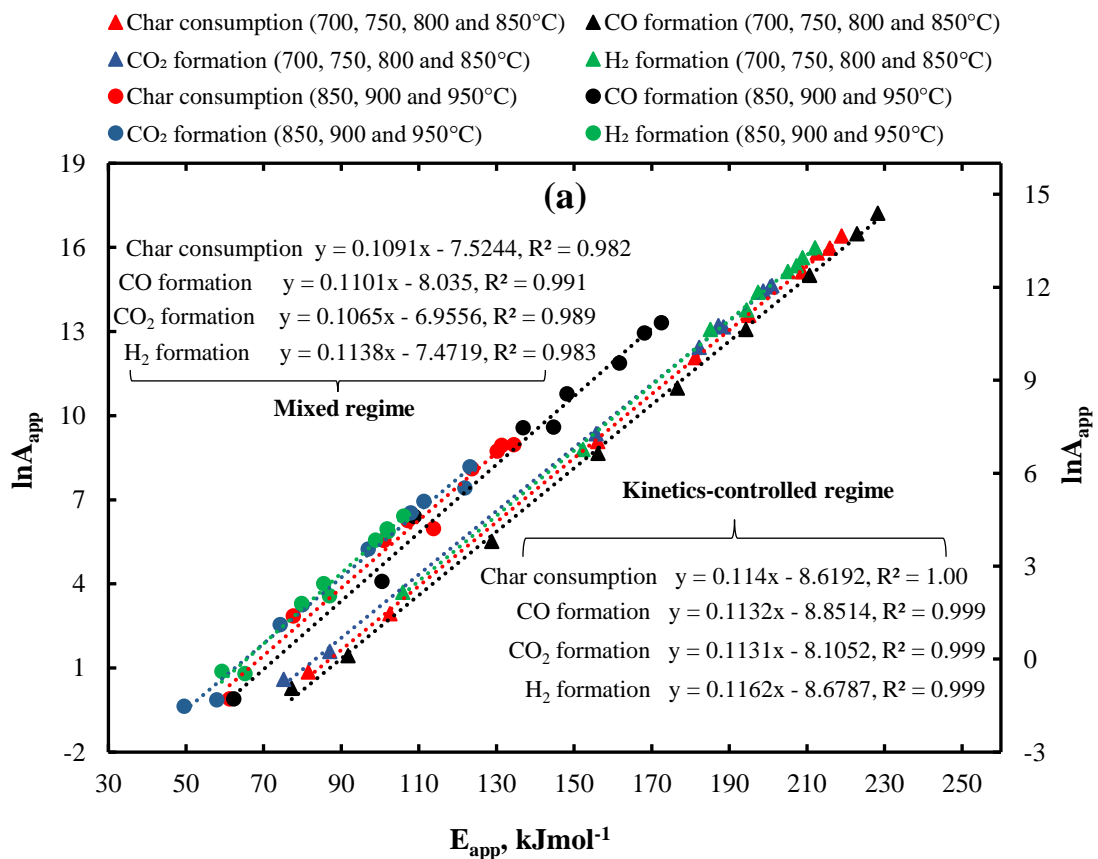 Char consumption (700, 750, 800 and 850°C) CO formation (700, 750, 800 and 850°C)
CO₂ formation (700, 750, 800 and 850°C) H₂ formation (700, 750, 800 and 850°C)
Char consumption (850, 900 and 950°C) CO formation (850, 900 and 950°C)
CO₂ formation (850, 900 and 950°C) H₂ formation (850, 900 and 950°C)
(a)
19
16
13
10
7
4
1
-2
lnA_app
15
12
9
6
3
0
-3
lnA_app
Char consumption y = 0.1091x - 7.5244, R² = 0.982
CO formation y = 0.1101x - 8.035, R² = 0.991
CO₂ formation y = 0.1065x - 6.9556, R² = 0.989
H₂ formation y = 0.1138x - 7.4719, R² = 0.983
Mixed regime
Kinetics-controlled regime
Char consumption y = 0.114x - 8.6192, R² = 1.00
CO formation y = 0.1132x - 8.8514, R² = 0.999
CO₂ formation y = 0.1131x - 8.1052, R² = 0.999
H₂ formation y = 0.1162x - 8.6787, R² = 0.999
30 50 70 90 110 130 150 170 190 210 230 250
E_app, kJmol⁻¹